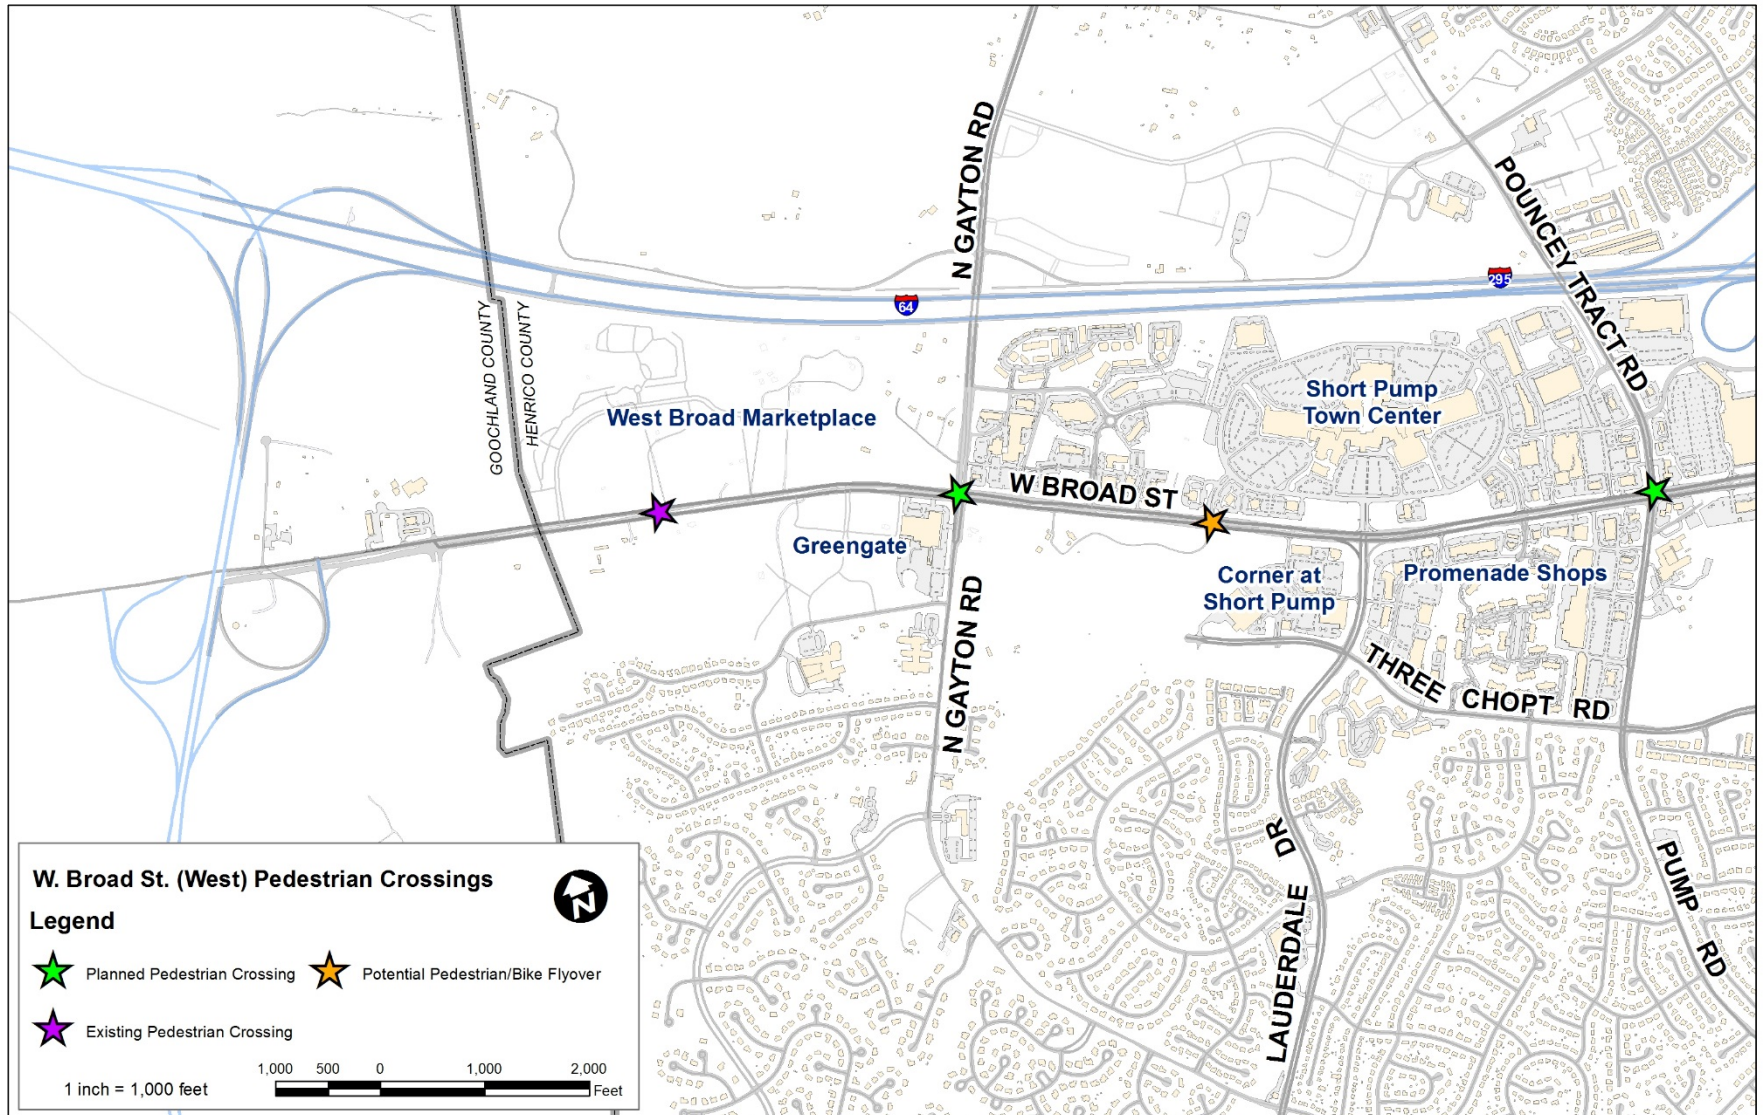 N GAYTON RD
POUNCEY TRACT RD
64
295
GOOCHLAND COUNTY
HENRICO COUNTY
West Broad Marketplace
Short Pump
Town Center
W BROAD ST
Greengate
Corner at
Short Pump
Promenade Shops
N GAYTON RD
THREE CHOPT RD
LAUDERDALE DR
PUMP RD
W. Broad St. (West) Pedestrian Crossings
N
Legend
Planned Pedestrian Crossing
Potential Pedestrian/Bike Flyover
Existing Pedestrian Crossing
1 inch = 1,000 feet
1,000 500 0 1,000 2,000
Feet